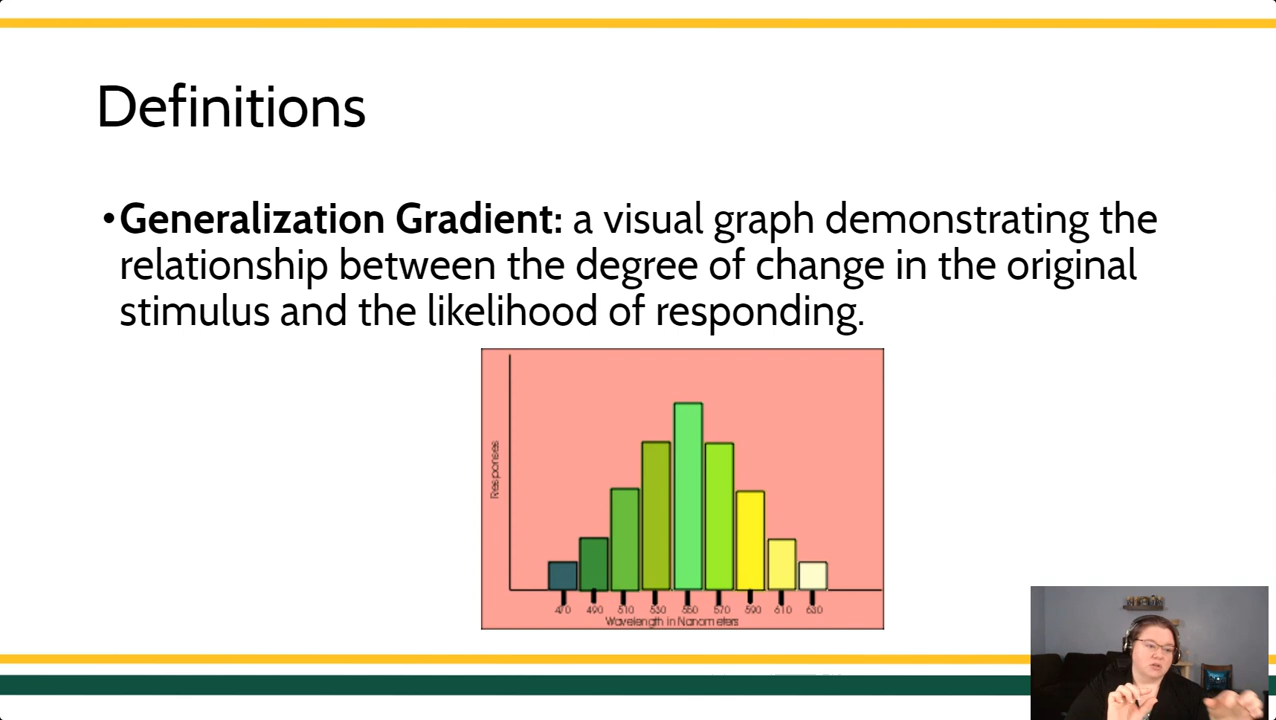 Definitions
•Generalization Gradient: a visual graph demonstrating the
relationship between the degree of change in the original
stimulus and the likelihood of responding.
Responses
470 490 510 530 550 570 590 610 630
Wavelength in Nanometers